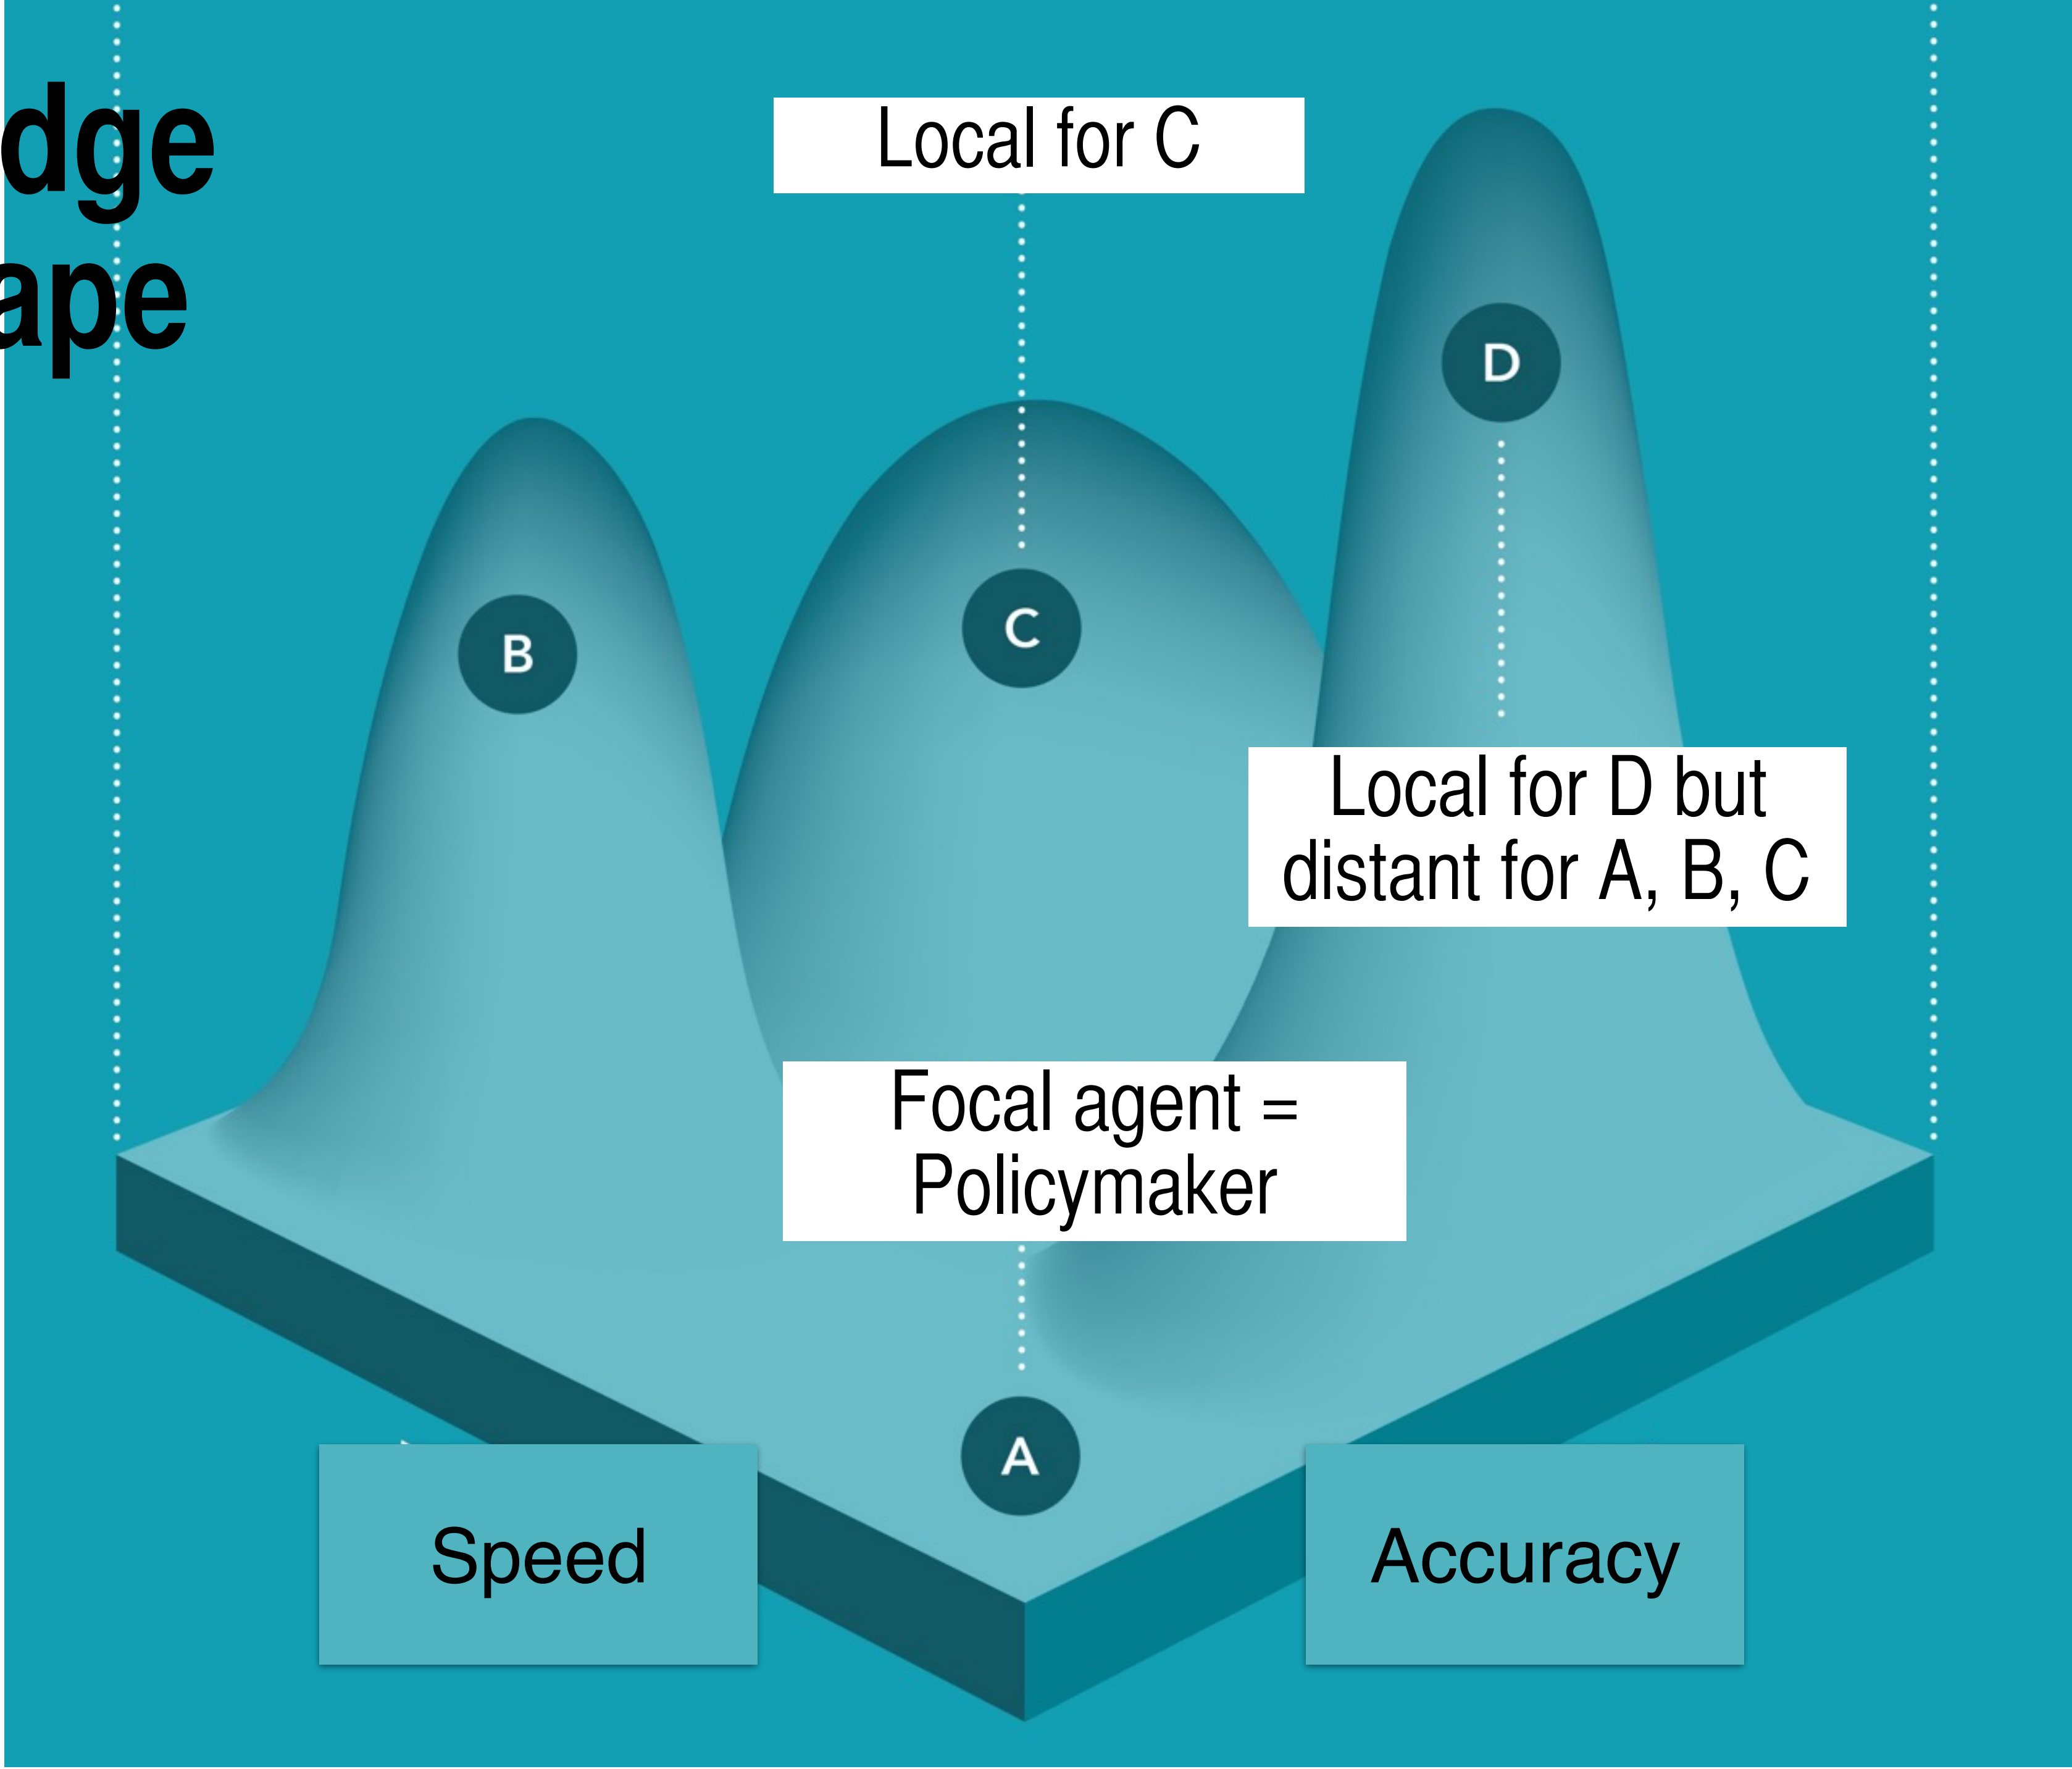 dge
ape
Local for C
D
B
C
Local for D but
distant for A, B, C
Focal agent =
Policymaker
A
Speed
Accuracy